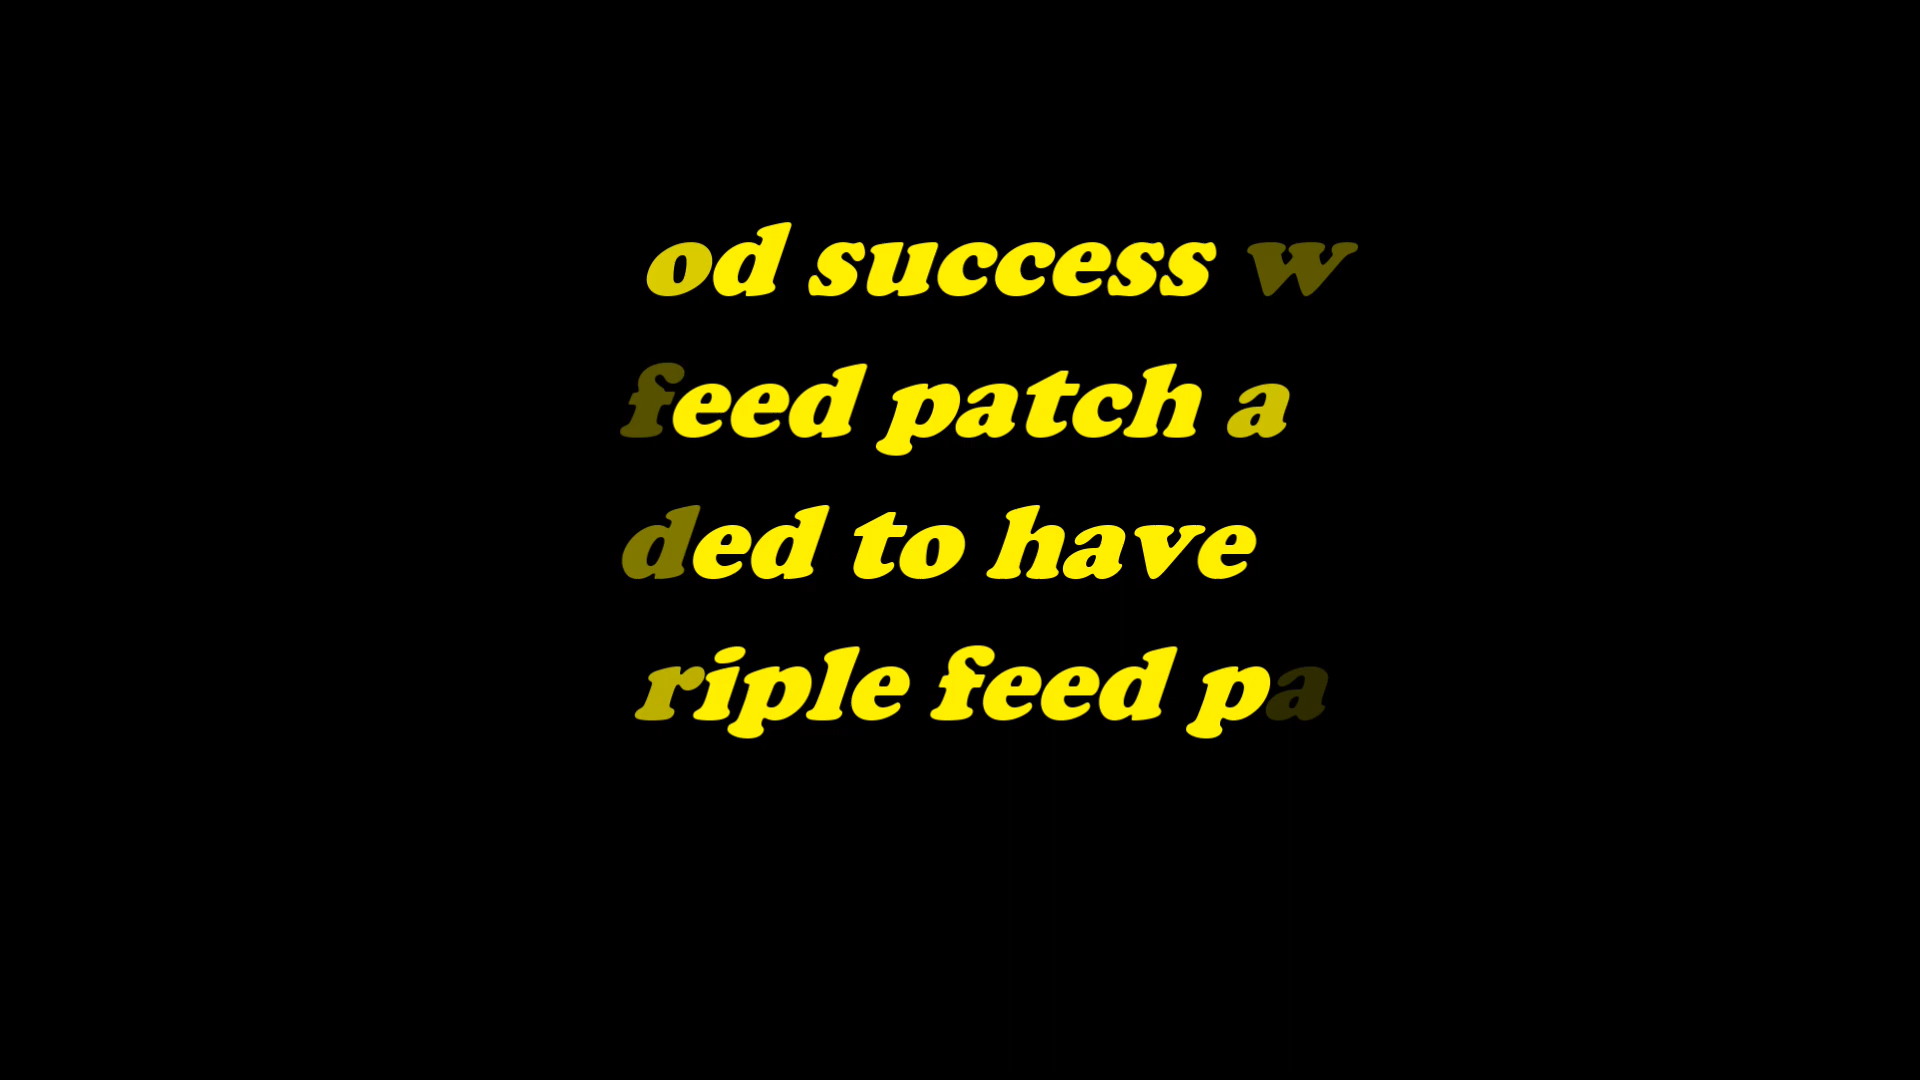 od success w
feed patch a
ded to have
riple feed pa